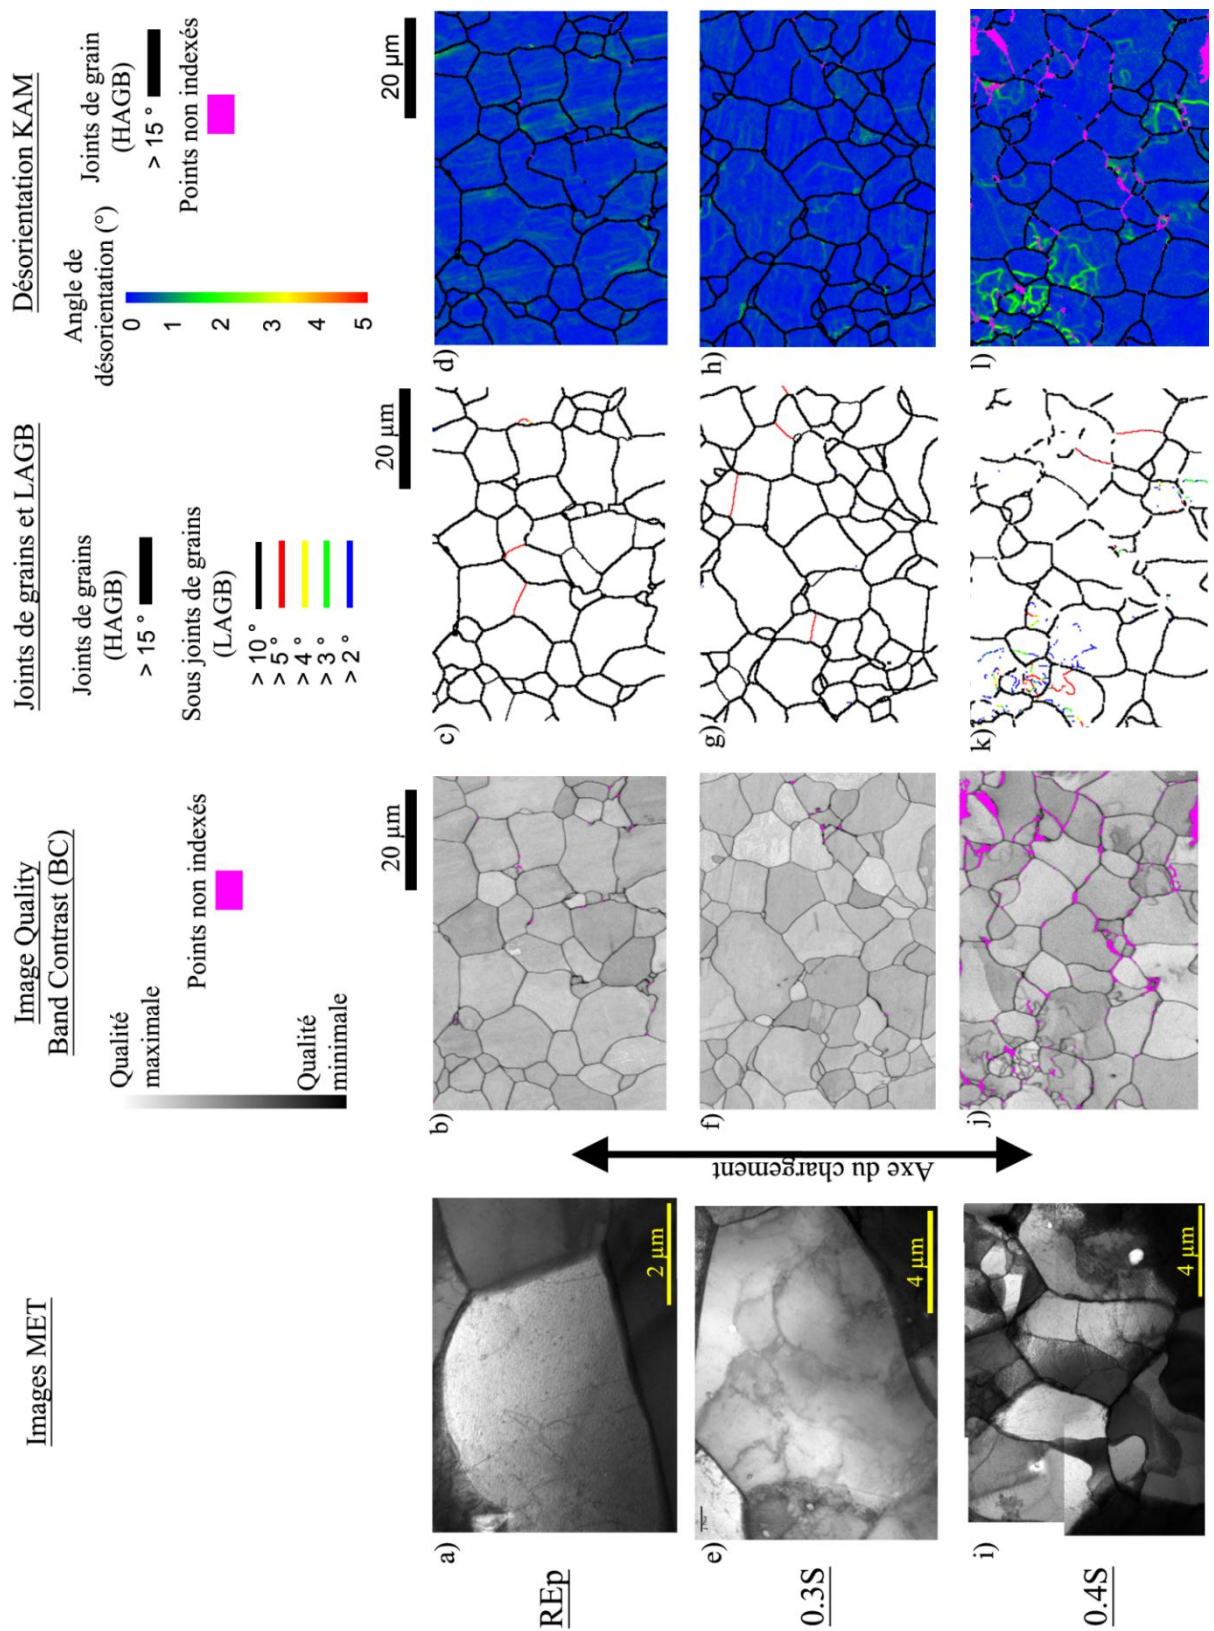 Images MET
Image Quality
Band Contrast (BC)
Qualité
maximale
Qualité
minimale
Points non indexés
20 µm
Joints de grains et LAGB
Joints de grains
(HAGB)
> 15 °
Sous joints de grains
(LAGB)
> 10 °
> 5 °
> 4 °
> 3 °
> 2 °
20 µm
Désorientation KAM
Angle de
désorientation (°)
0
1
2
3
4
5
Joints de grain
(HAGB)
> 15 °
Points non indexés
20 µm
REp
a)
2 µm
b)
c)
d)
0.3S
e)
4 µm
f)
g)
h)
0.4S
i)
4 µm
j)
k)
l)
Axe du chargement